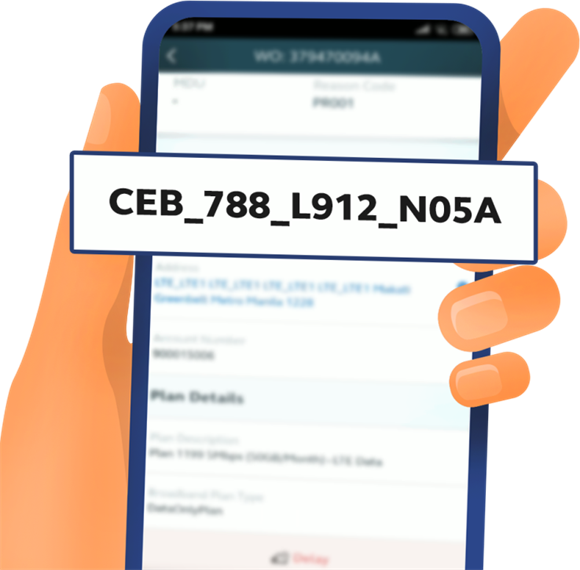 WO: 379470094A
MDU
Reason Code
-
PR001
CEB_788_L912_N05A
Address
LTE_LTE1 LTE_LTE1 LTE_LTE1 LTE_LTE1 Makati
Greenbelt Metro Manila 1228
Account Number
900015006
Plan Details
Plan Description
Plan 1199 5Mbps (50GB/Month) - LTE Data
Broadband Plan Type
DataOnlyPlan
Delay